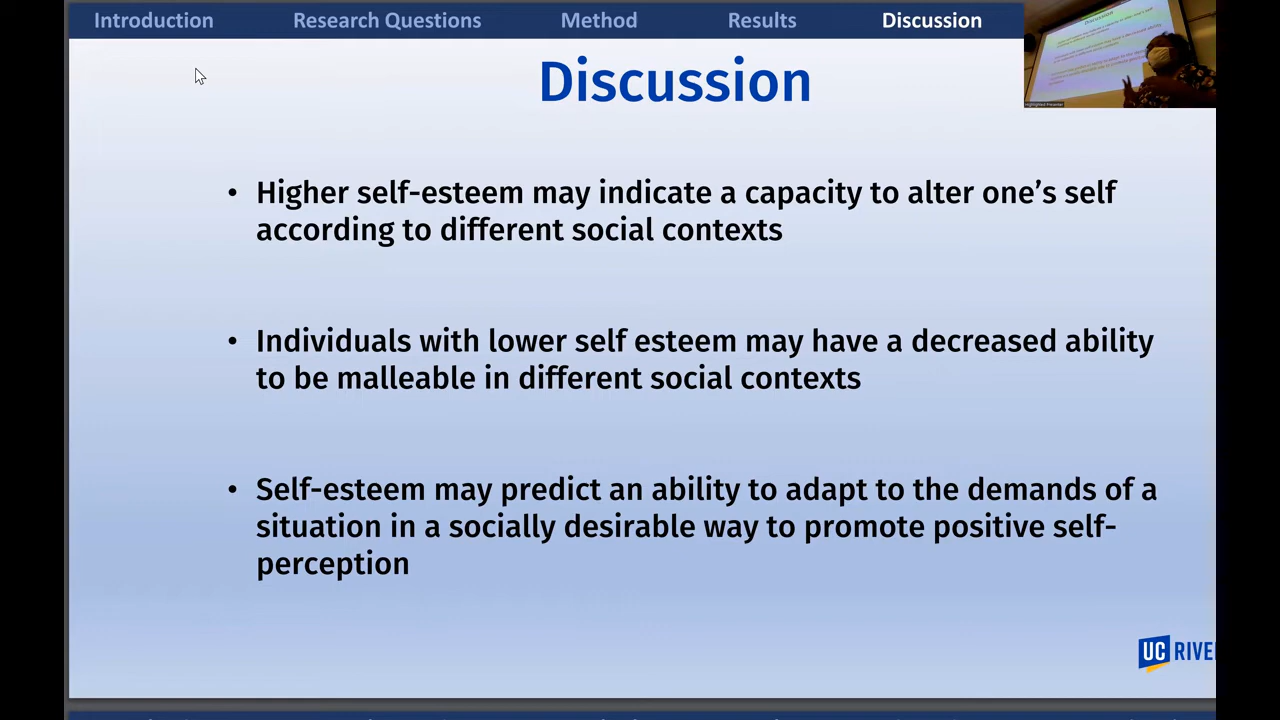 Introduction
Research Questions
Method
Results
Discussion
Discussion
• Higher self-esteem may indicate a capacity to alter one’s self
according to different social contexts
• Individuals with lower self esteem may have a decreased ability
to be malleable in different social contexts
• Self-esteem may predict an ability to adapt to the demands of a
situation in a socially desirable way to promote positive self-
perception
UC RIVE
Highlighted Presenter
Discussion